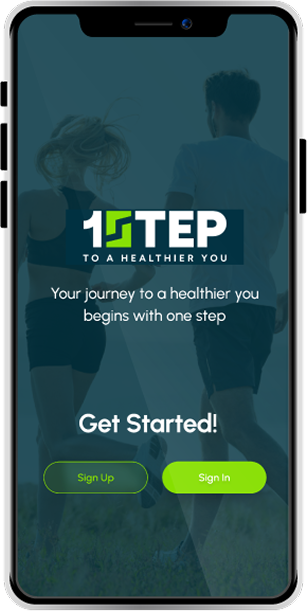 1STEP
TO A HEALTHIER YOU
Your journey to a healthier you
begins with one step
Get Started!
Sign Up
Sign In